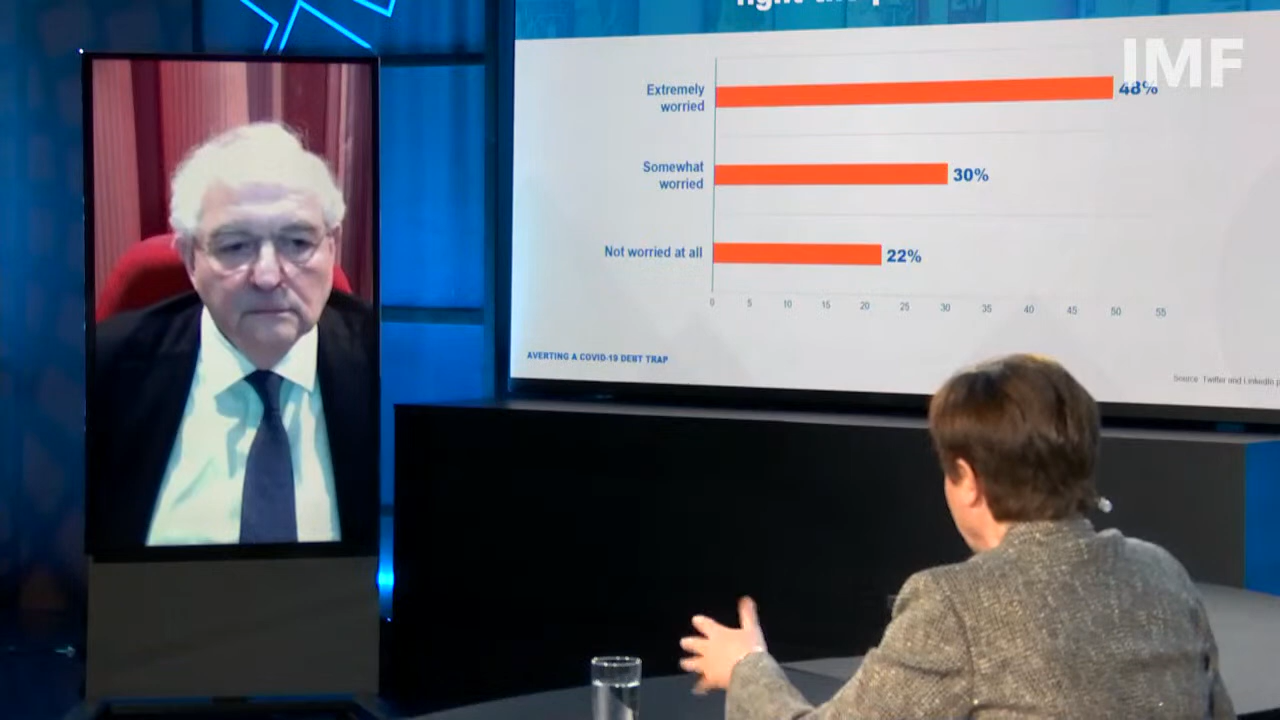 IMF
Extremely
worried
48%
Somewhat
worried
30%
Not worried at all
22%
0 5 10 15 20 25 30 35 40 45 50 55
AVERTING A COVID-19 DEBT TRAP
Source Twitter and LinkedIn